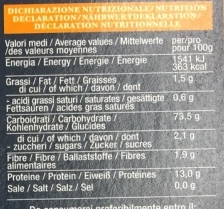 DICHIARAZIONE NUTRIZIONALE/NUTRITION
DECLARATION/NÄHRWERTDEKLARATION/
DÉCLARATION NUTRITIONNELLE
Valori medi / Average values / Mittelwerte per/pro
/des valeurs moyennes pour 100g
Energia / Energy / Energie / Energie 1541 kJ
363 kcal
Grassi / Fat / Fett / Graisses 1,5 g
di cui / of which / davon / dont
- acidi grassi saturi / saturates / gesättigte 0,6 g
Fettsäuren / acides gras saturés
Carboidrati / Carbohydrate / 73,5 g
Kohlenhydrate / Glucides
di cui / of which / davon / dont 2,1 g
- zuccheri / sugars / Zucker / sucres
Fibre / Fibre / Ballaststoffe / Fibres
alimentaires
Proteine / Protein / Eiweiß / Protéines 13,0 g
Sale / Salt / Salz / Sel 0,0 g